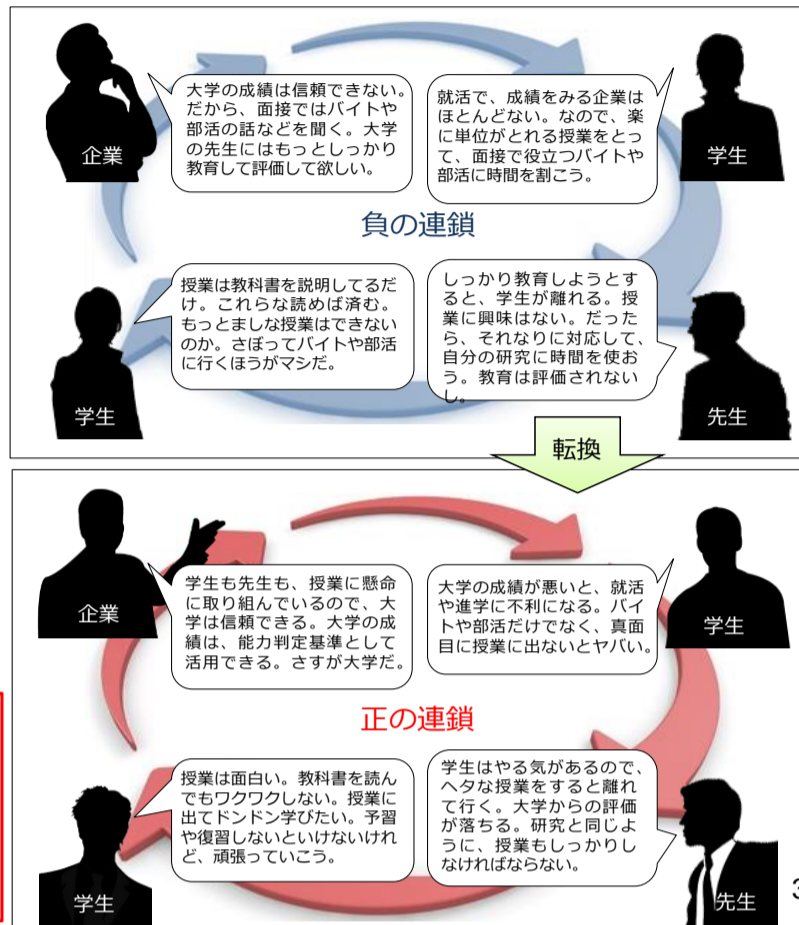 大学の成績は信頼できない。
だから、面接ではバイトや
部活の話などを聞く。大学
の先生にはもっとしっかり
教育して評価して欲しい。
企業
就活で、成績をみる企業は
ほとんどない。なので、楽
に単位がとれる授業をとっ
て、面接で役立つバイトや
部活に時間を割こう。
学生
負の連鎖
授業は教科書を説明してるだ
け。これらな読めば済む。
もっとましな授業はできない
のか。さぼってバイトや部活
に行くほうがマシだ。
学生
しっかり教育しようとす
ると、学生が離れる。授
業に興味はない。だった
ら、それなりに対応して、
自分の研究に時間を使お
う。教育は評価されない
し。
先生
転換
学生も先生も、授業に懸命
に取り組んでいるので、大
学は信頼できる。大学の成
績は、能力判定基準として
活用できる。さすが大学だ。
企業
大学の成績が悪いと、就活
や進学に不利になる。バイ
トや部活だけでなく、真面
目に授業に出ないとヤバい。
学生
正の連鎖
授業は面白い。教科書を読ん
でもワクワクしない。授業に
出てドンドン学びたい。予習
や復習しないといけないけれ
ど、頑張っていこう。
学生
学生はやる気があるので、
ヘタな授業をすると離れ
て行く。大学からの評価
が落ちる。研究と同じよ
うに、授業もしっかりし
なければならない。
先生
3